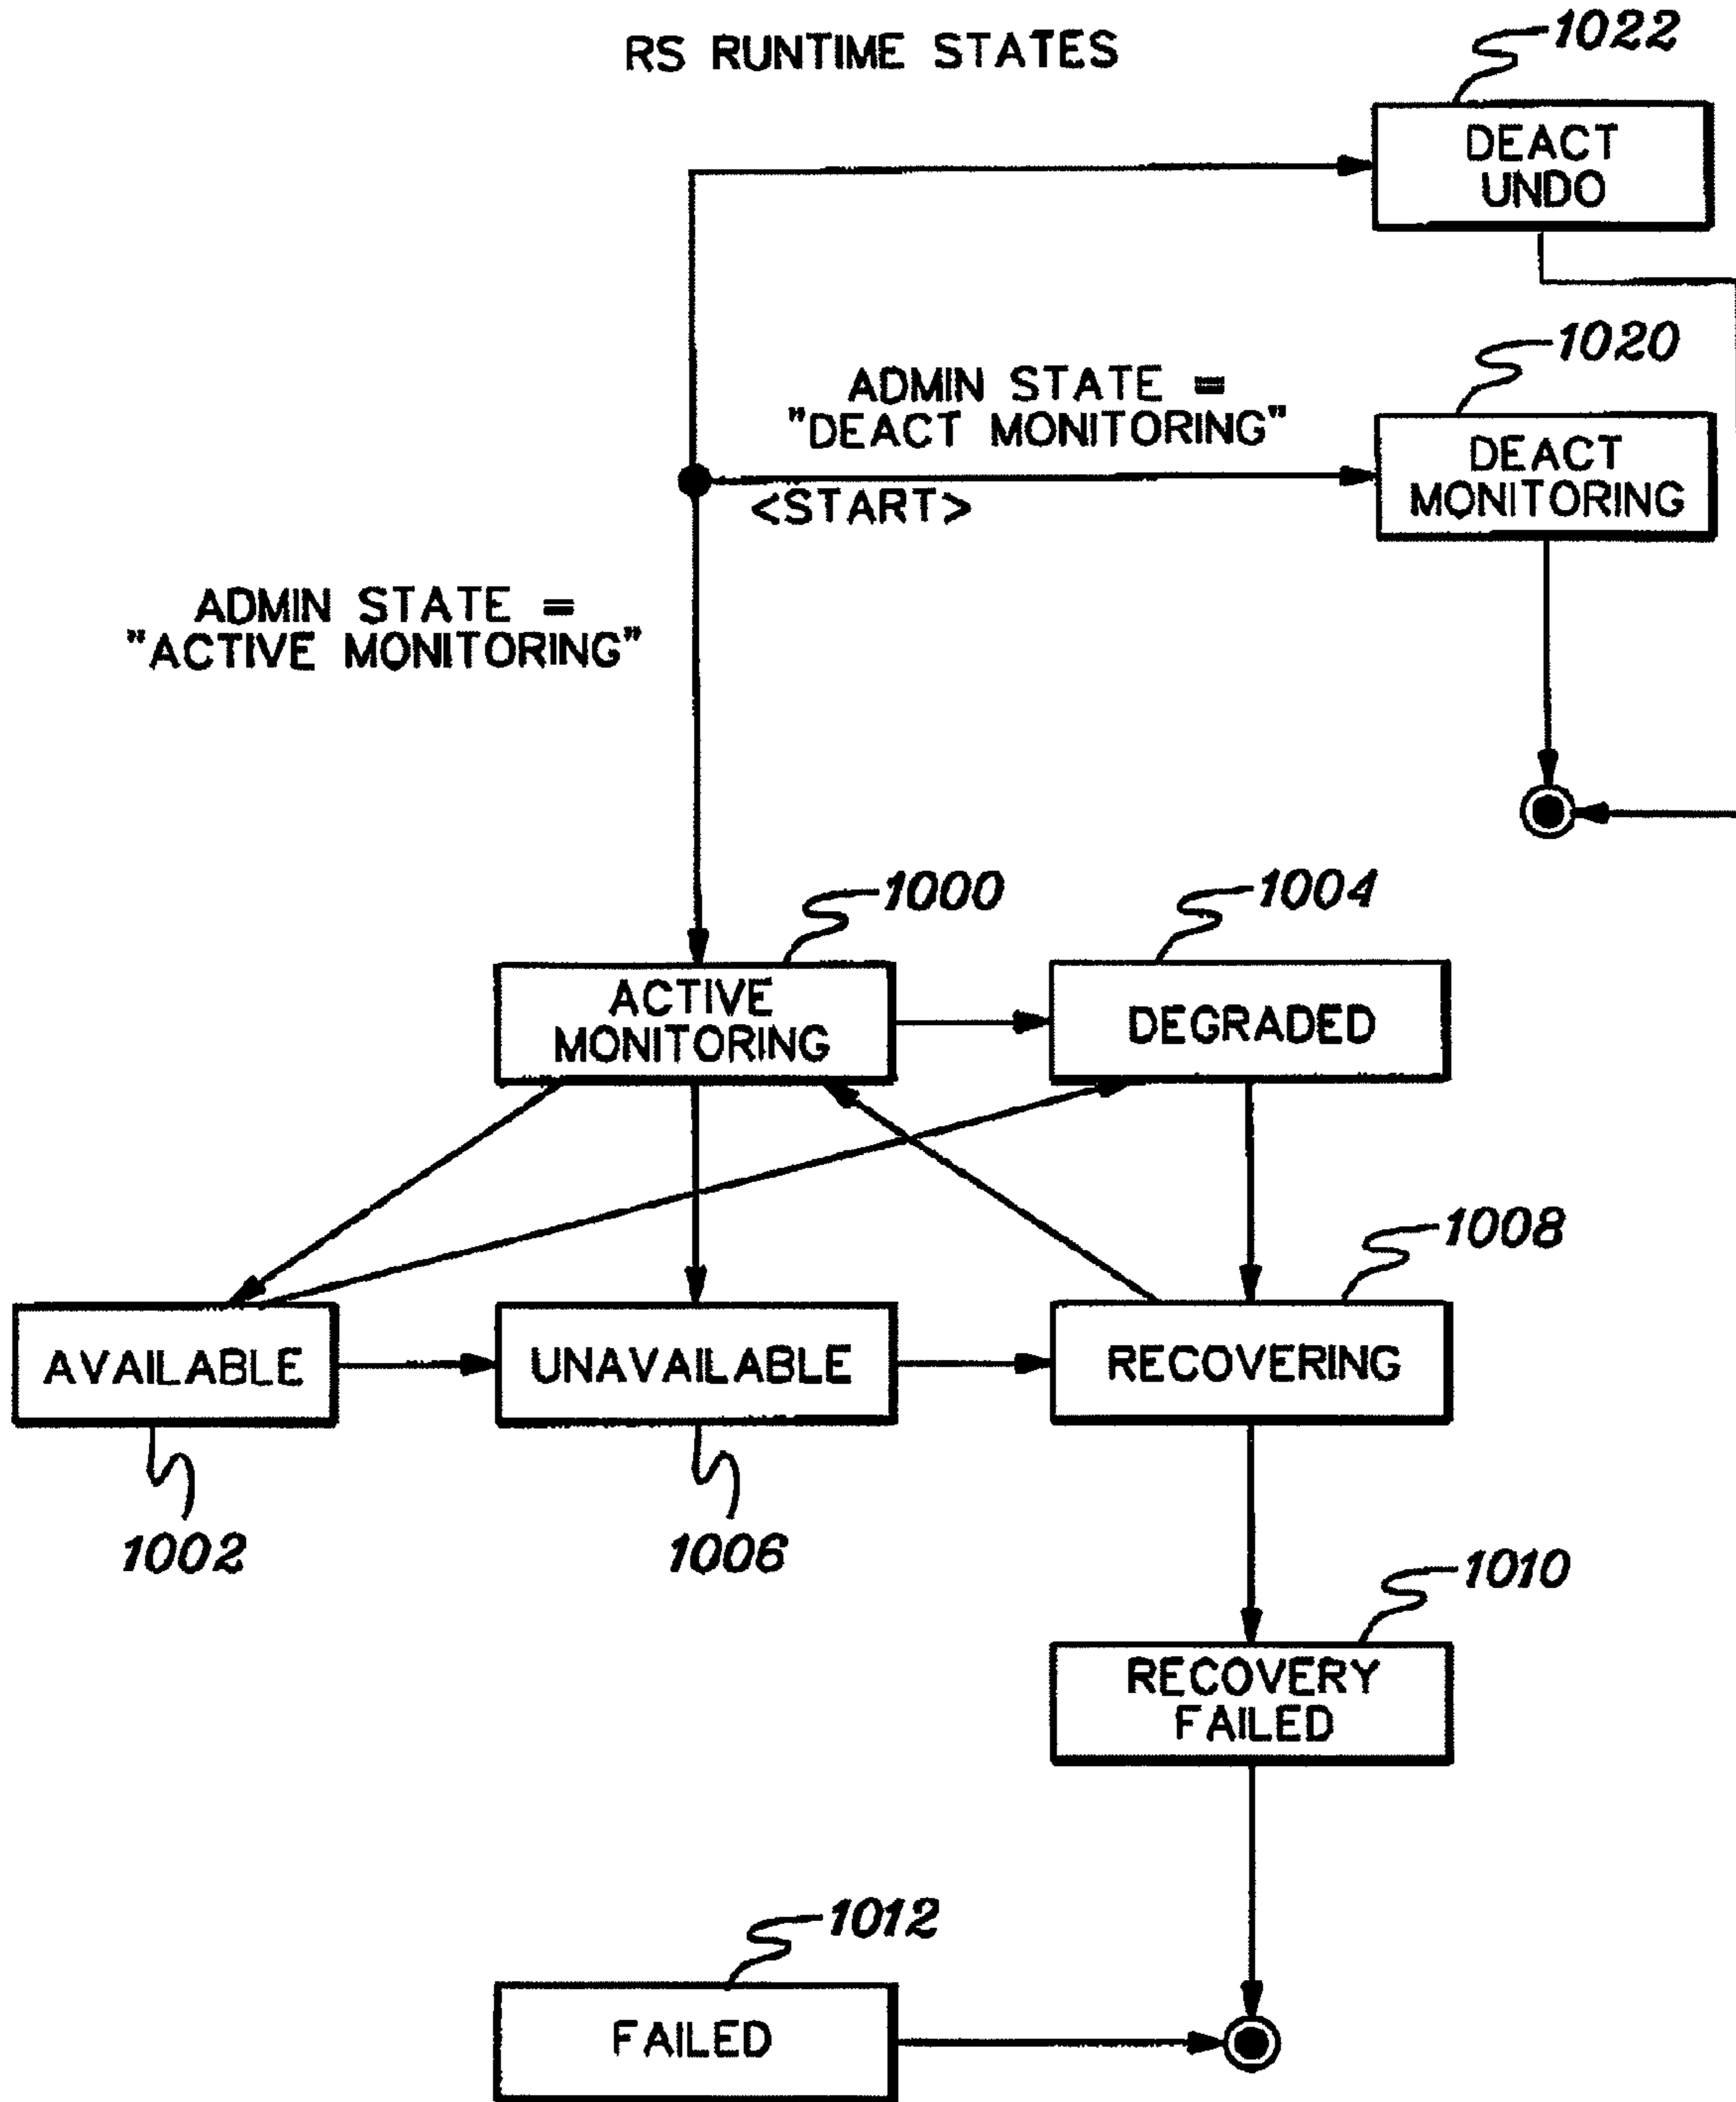 RS RUNTIME STATES
1022
DEACT
UNDO
1020
ADMIN STATE =
"DEACT MONITORING"
DEACT
MONITORING
<START>
ADMIN STATE =
"ACTIVE MONITORING"
1000
1004
ACTIVE
MONITORING
DEGRADED
1008
AVAILABLE
UNAVAILABLE
RECOVERING
1002
1006
1010
RECOVERY
FAILED
1012
FAILED